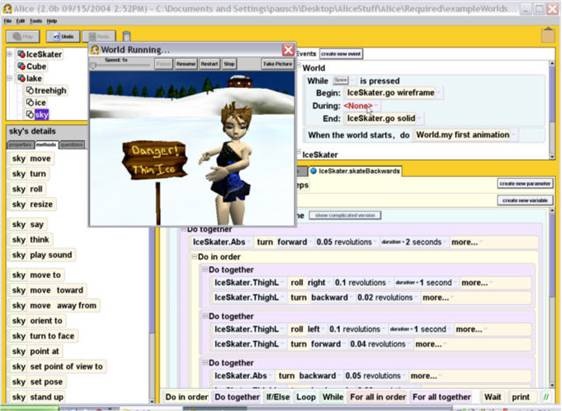 Alice (2.0b 09/15/2004 2:52PM) - C:\Documents and Settings\pausch\Desktop\AliceStuff\Alice\Required\exampleWorlds
File Edit Tools Help
Play Undo Redo
World Running...
Speed: 1x
Pause Resume Restart Stop Take Picture
Danger!
Thin Ice
IceSkater
Cube
lake
treehigh
ice
sky
sky's details
properties methods questions
sky move
sky turn
sky roll
sky resize
sky say
sky think
sky play sound
sky move to
sky move toward
sky move away from
sky orient to
sky turn to face
sky point at
sky set point of view to
sky set pose
sky stand up
Events create new event
World
While Space is pressed
Begin: IceSkater.go wireframe
During: <None>
End: IceSkater.go solid
When the world starts, do World.my first animation
IceSkater
IceSkater.skateBackwards
create new parameter
create new variable
show complicated version
Do together
IceSkater.Abs turn forward 0.05 revolutions duration = 2 seconds more...
Do in order
Do together
IceSkater.ThighL roll right 0.1 revolutions duration = 1 second more...
IceSkater.ThighL turn backward 0.02 revolutions more...
Do together
IceSkater.ThighL roll left 0.1 revolutions duration = 1 second more...
IceSkater.ThighL turn forward 0.04 revolutions more...
Do together
IceSkater.Abs turn backward 0.05 revolutions more...
Do in order Do together If/Else Loop While For all in order For all together Wait print //